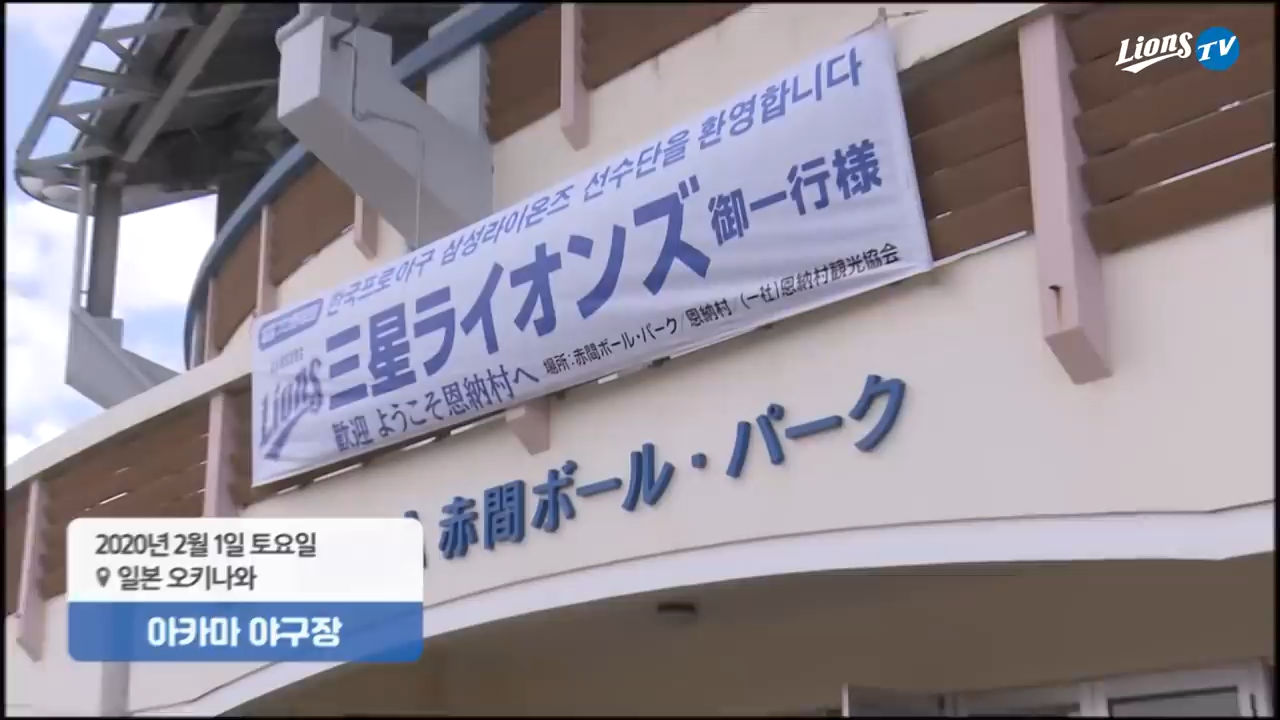 Lions TV
한국프로야구 삼성라이온즈 선수단을 환영합니다
Lions 三星ライオンズ 御一行様
歓迎 ようこそ恩納村へ 場所:赤間ボール・パーク 恩納村 (一社)恩納村観光協会
赤間ボール・パーク
2020년 2월 1일 토요일
일본 오키나와
아카마 야구장